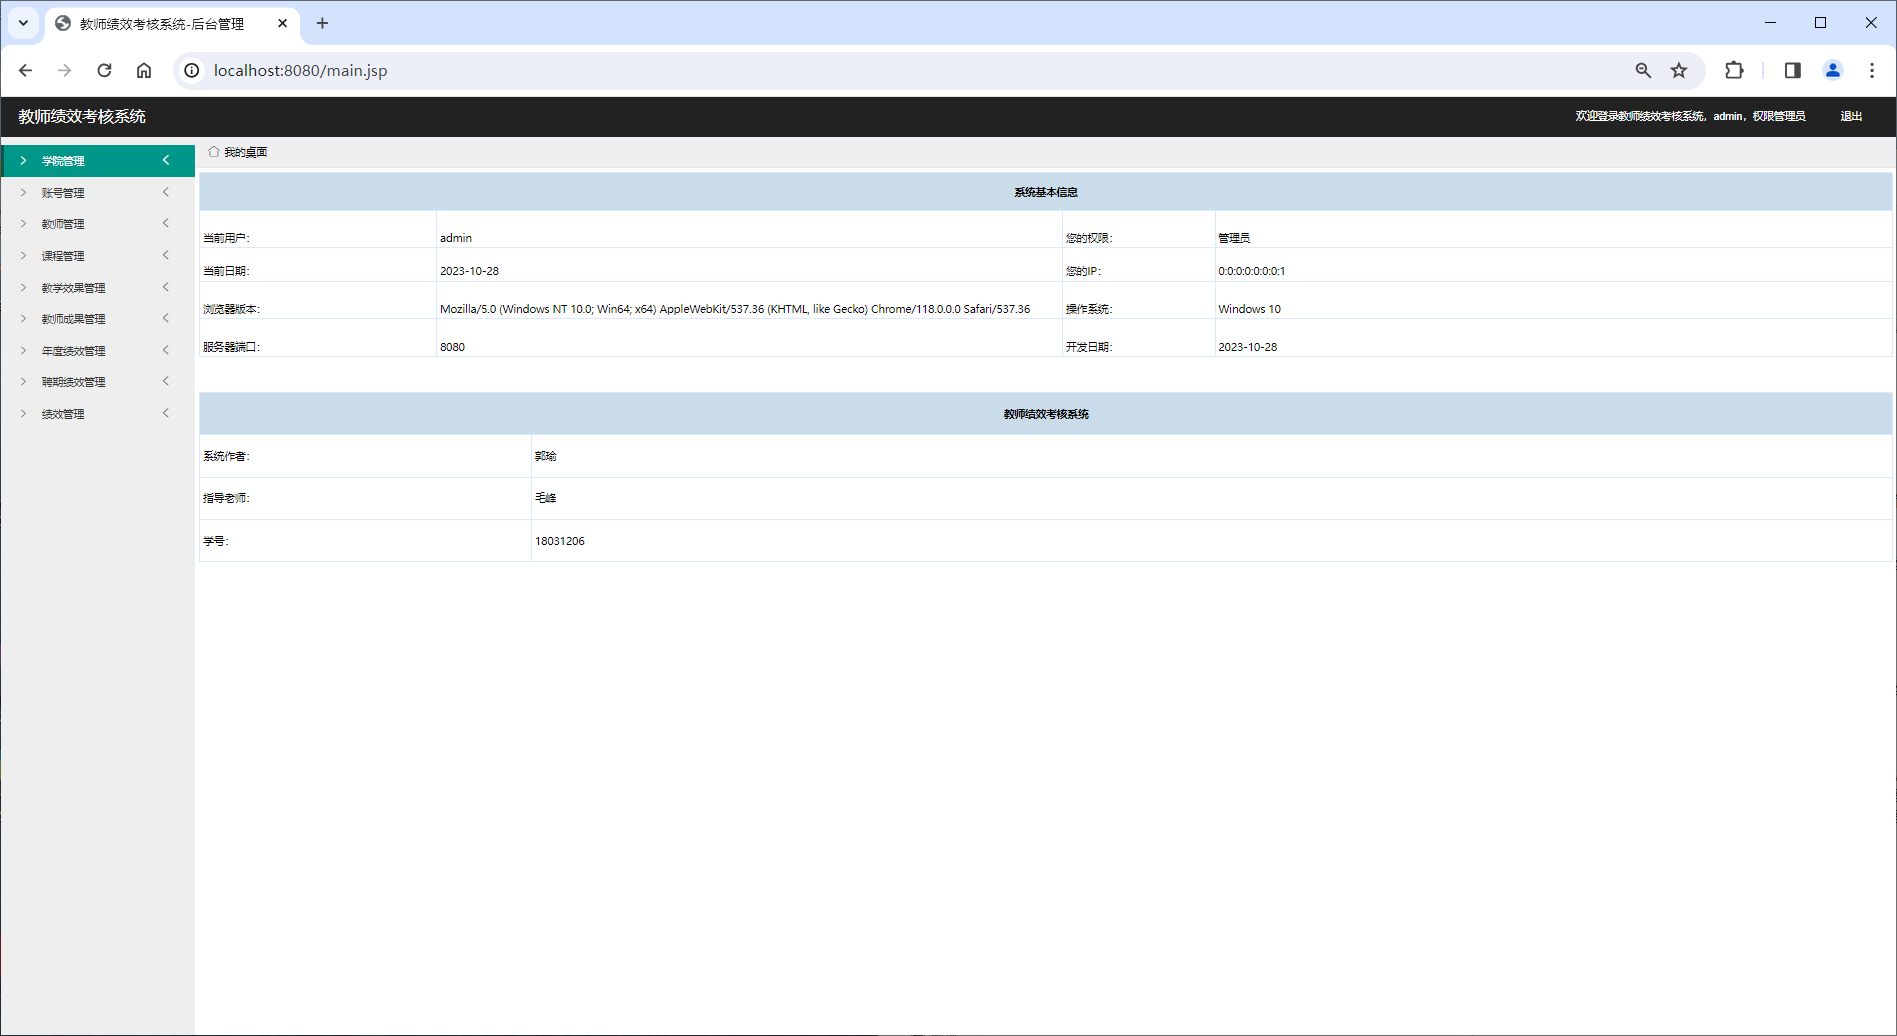 教师绩效考核系统-后台管理
localhost:8080/main.jsp
教师绩效考核系统
欢迎登录教师绩效考核系统，admin，权限管理员 退出
学院管理
账号管理
教师管理
课程管理
教学效果管理
教师成果管理
年度绩效管理
聘期绩效管理
绩效管理
我的桌面
系统基本信息
当前用户： admin 您的权限： 管理员
当前日期： 2023-10-28 您的IP： 0:0:0:0:0:0:0:1
浏览器版本： Mozilla/5.0 (Windows NT 10.0; Win64; x64) AppleWebKit/537.36 (KHTML, like Gecko) Chrome/118.0.0.0 Safari/537.36 操作系统： Windows 10
服务器端口： 8080 开发日期： 2023-10-28
教师绩效考核系统
系统作者： 郭瑜
指导老师： 毛峰
学号： 18031206